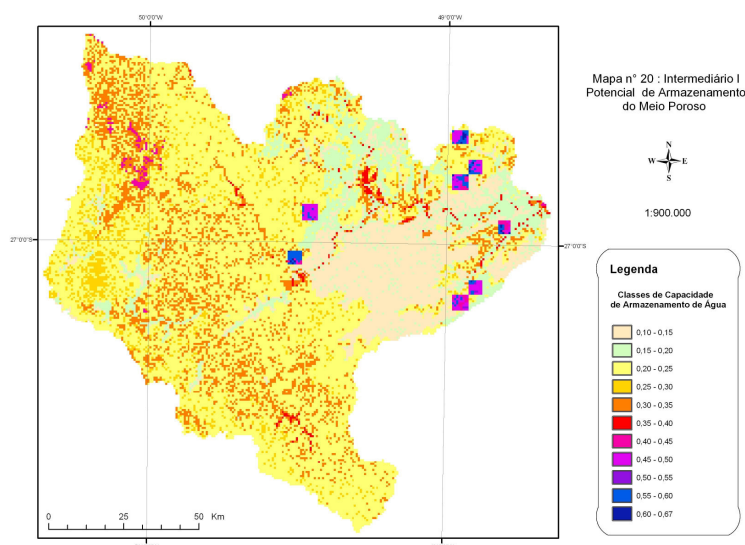 50°0'0"W
49°0'0"W
27°0'0"S
27°0'0"S
0
25
50
Km
Mapa n° 20 : Intermediário I
Potencial de Armazenamento
do Meio Poroso
N
W
E
S
1:900.000
Legenda
Classes de Capacidade
de Armazenamento de Água
0,10 - 0,15
0,15 - 0,20
0,20 - 0,25
0,25 - 0,30
0,30 - 0,35
0,35 - 0,40
0,40 - 0,45
0,45 - 0,50
0,50 - 0,55
0,55 - 0,60
0,60 - 0,67